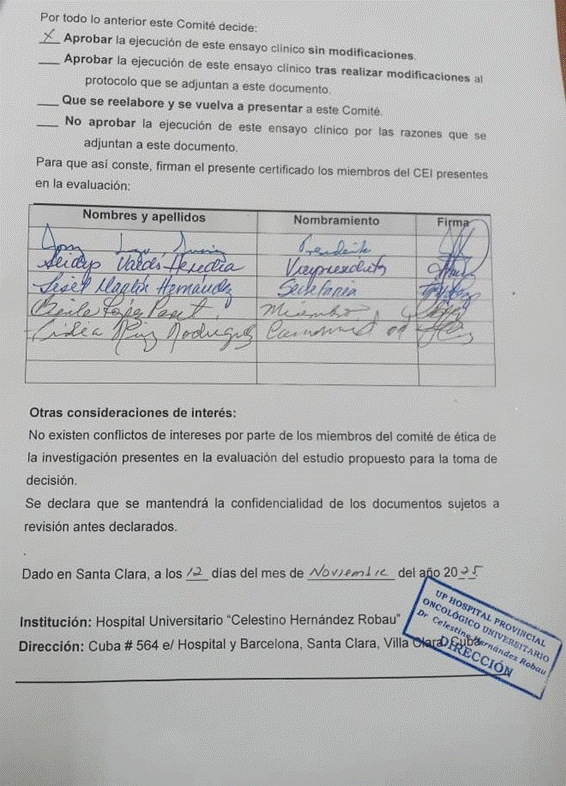 Por todo lo anterior este Comité decide:
X Aprobar la ejecución de este ensayo clínico sin modificaciones.
___ Aprobar la ejecución de este ensayo clínico tras realizar modificaciones al
protocolo que se adjuntan a este documento.
___ Que se reelabore y se vuelva a presentar a este Comité.
___ No aprobar la ejecución de este ensayo clínico por las razones que se
adjuntan a este documento.
Para que así conste, firman el presente certificado los miembros del CEI presentes
en la evaluación:
Nombres y apellidos Nombramiento Firma
Presidente
Valdés Heredia Vicepresidenta
Hernández Secretaria
López Miembro
Ruiz Rodríguez
Otras consideraciones de interés:
No existen conflictos de intereses por parte de los miembros del comité de ética de
la investigación presentes en la evaluación del estudio propuesto para la toma de
decisión.
Se declara que se mantendrá la confidencialidad de los documentos sujetos a
revisión antes declarados.
.
Dado en Santa Clara, a los 12 días del mes de Noviembre del año 2025
Institución: Hospital Universitario "Celestino Hernández Robau"
Dirección: Cuba # 564 e/ Hospital y Barcelona, Santa Clara, Villa Clara. Cuba.
UP HOSPITAL PROVINCIAL
ONCOLÓGICO UNIVERSITARIO
Dr. Celestino Hernández Robau
DIRECCIÓN